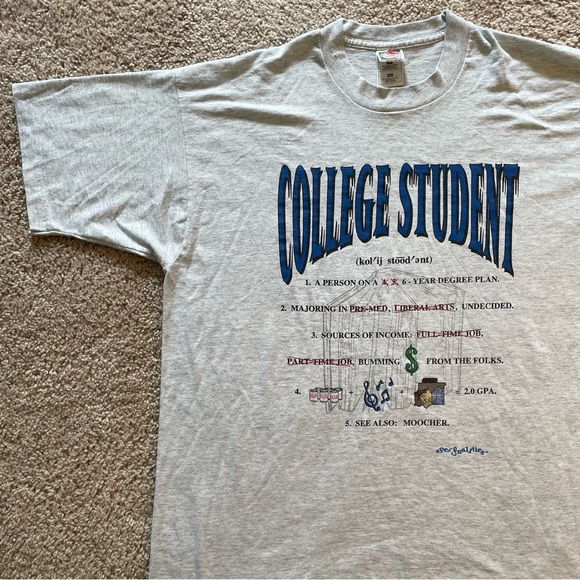 COLLEGE STUDENT
(kol′ij stōōd′ənt)
1. A PERSON ON A 4, 5, 6 - YEAR DEGREE PLAN.
2. MAJORING IN PRE-MED, LIBERAL ARTS, UNDECIDED.
3. SOURCES OF INCOME: FULL-TIME JOB,
PART-TIME JOB, BUMMING $ FROM THE FOLKS.
4. + + = 2.0 GPA.
5. SEE ALSO: MOOCHER.